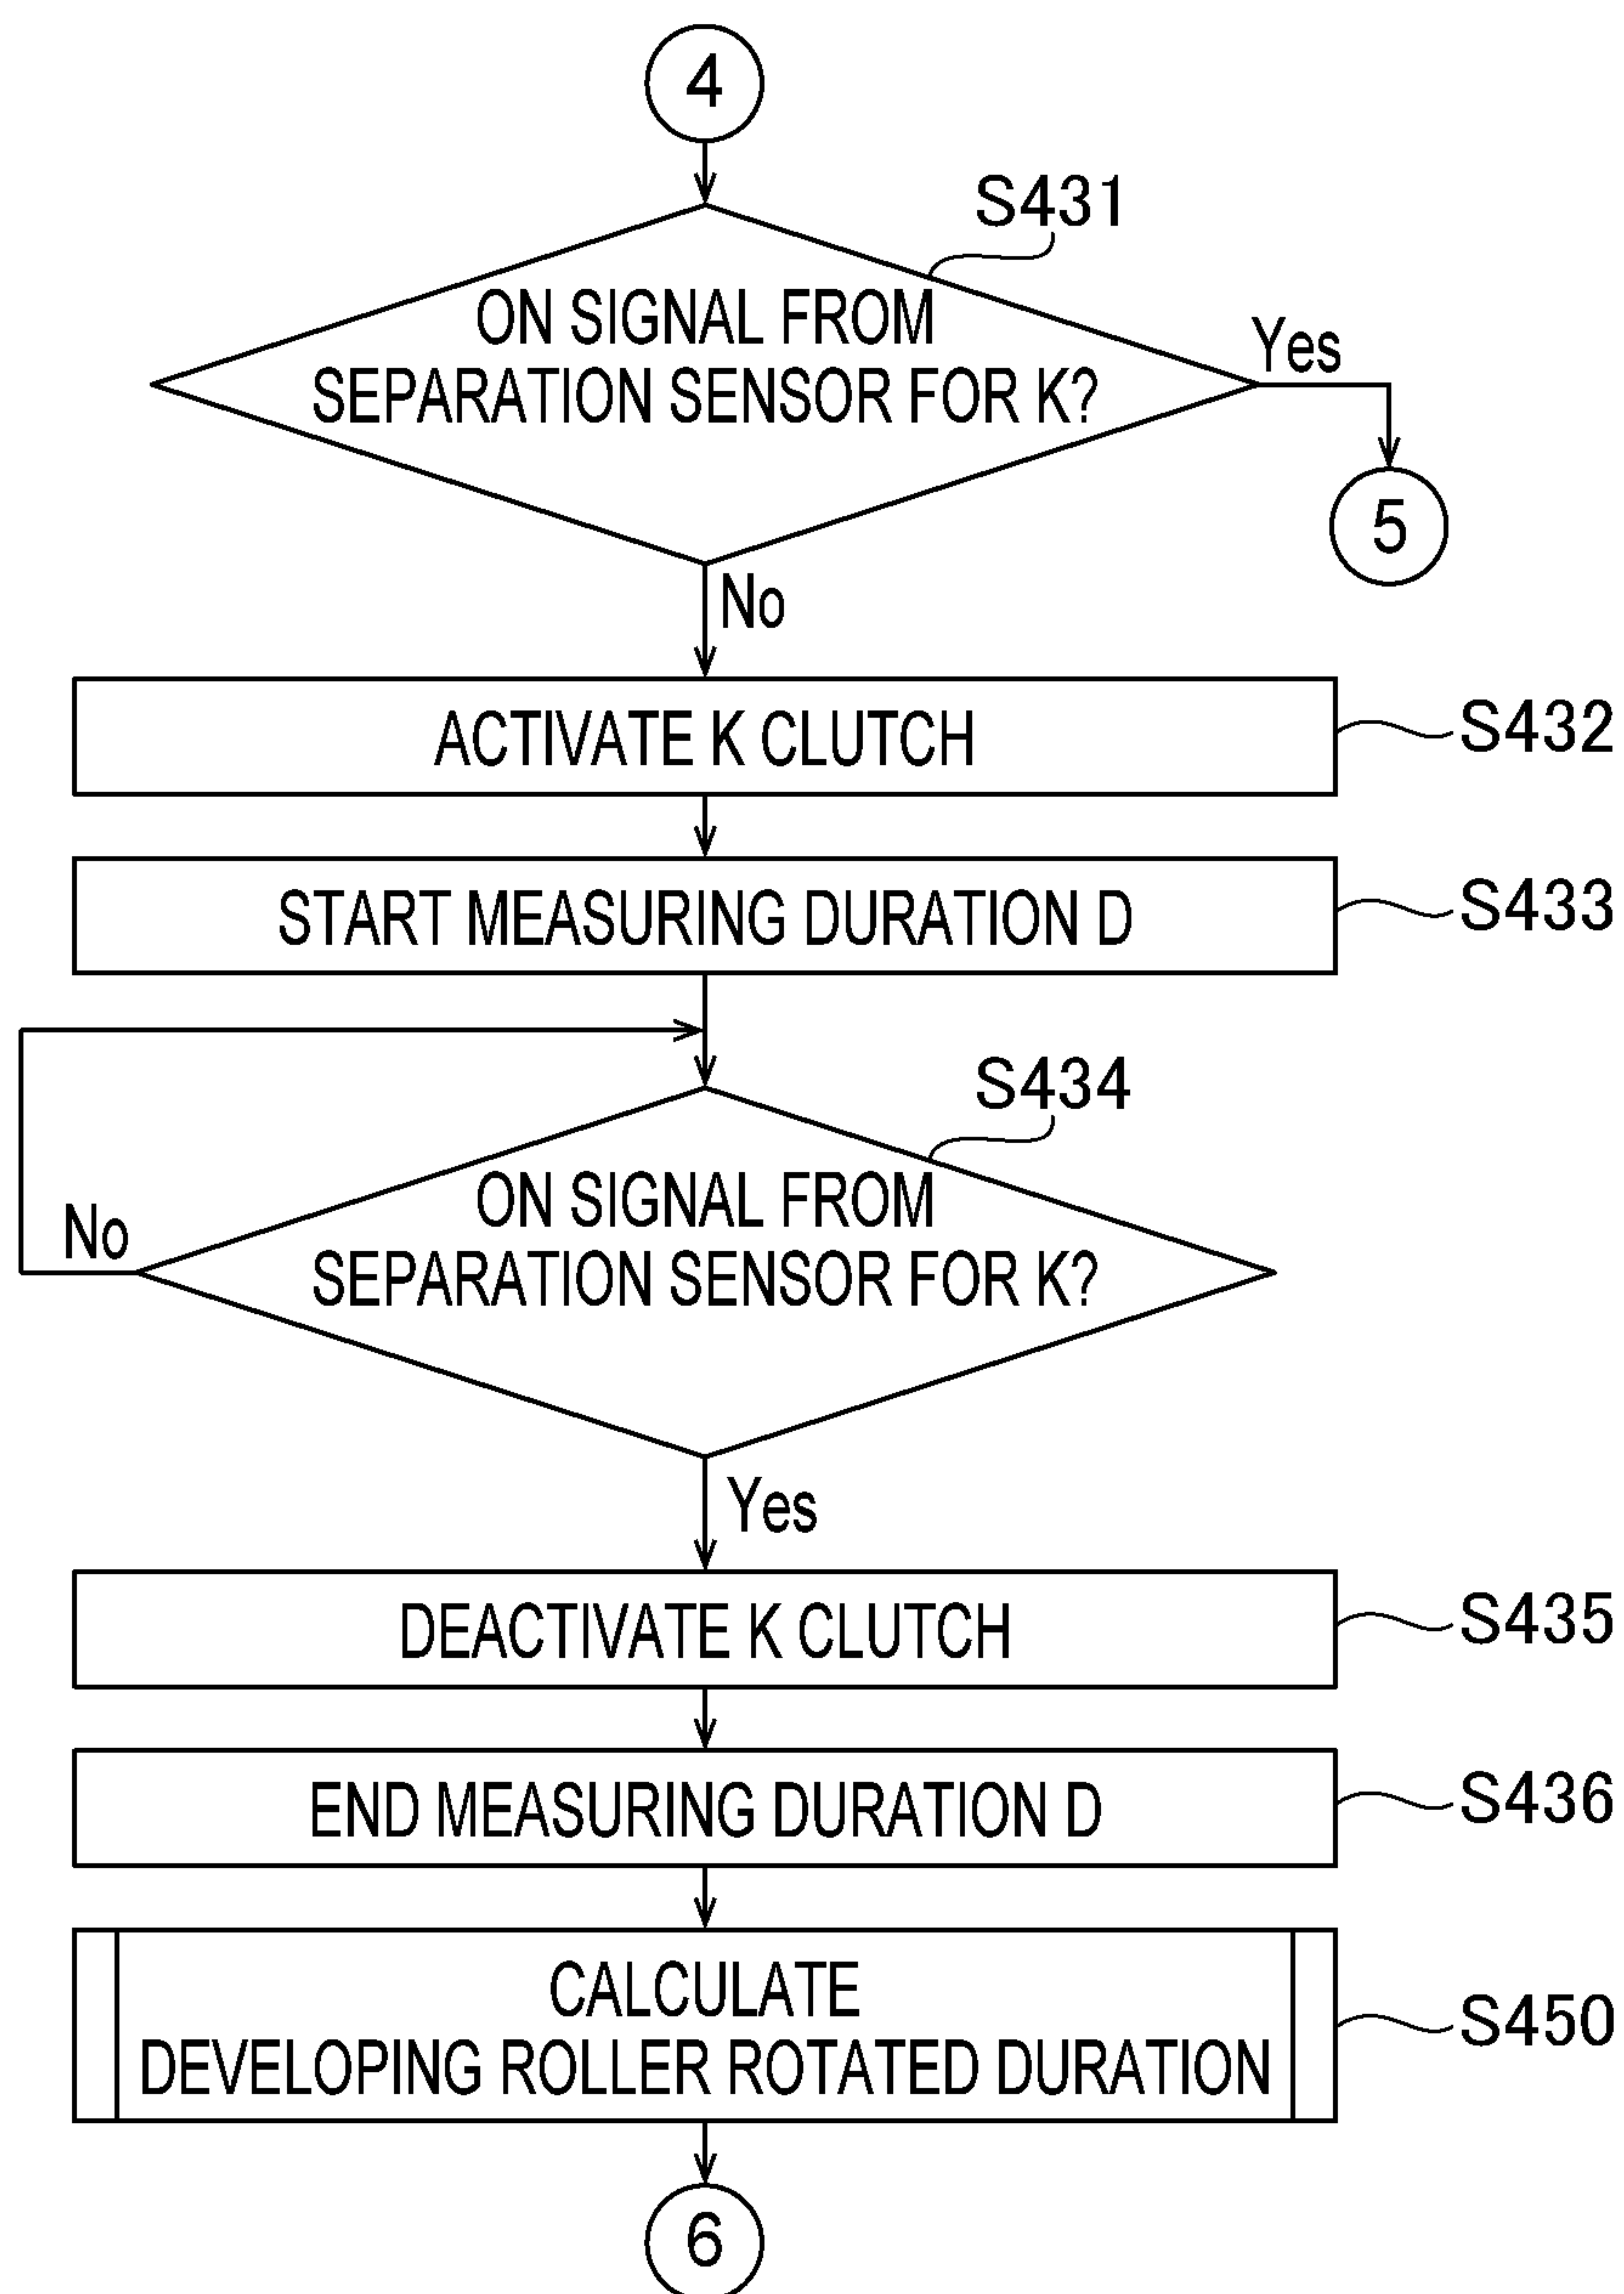 4
S431
ON SIGNAL FROM
SEPARATION SENSOR FOR K?
Yes
5
No
ACTIVATE K CLUTCH
S432
START MEASURING DURATION D
S433
S434
ON SIGNAL FROM
SEPARATION SENSOR FOR K?
No
Yes
DEACTIVATE K CLUTCH
S435
END MEASURING DURATION D
S436
CALCULATE
DEVELOPING ROLLER ROTATED DURATION
S450
6